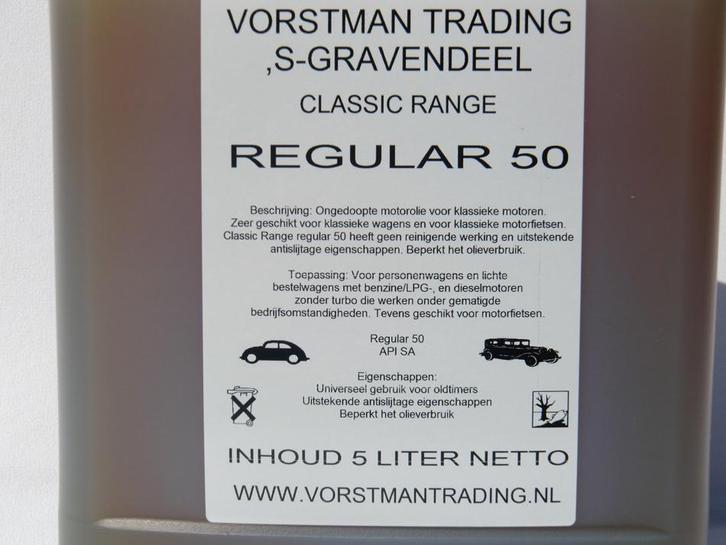 VORSTMAN TRADING
,S-GRAVENDEEL
CLASSIC RANGE
REGULAR 50
Beschrijving: Ongedoopte motorolie voor klassieke motoren.
Zeer geschikt voor klassieke wagens en voor klassieke motorfietsen.
Classic Range regular 50 heeft geen reinigende werking en uitstekende
antislijtage eigenschappen. Beperkt het olieverbruik.
Toepassing: Voor personenwagens en lichte
bestelwagens met benzine/LPG-, en dieselmotoren
zonder turbo die werken onder gematigde
bedrijfsomstandigheden. Tevens geschikt voor motorfietsen.
Regular 50
API SA
Eigenschappen:
Universeel gebruik voor oldtimers
Uitstekende antislijtage eigenschappen
Beperkt het olieverbruik
INHOUD 5 LITER NETTO
WWW.VORSTMANTRADING.NL